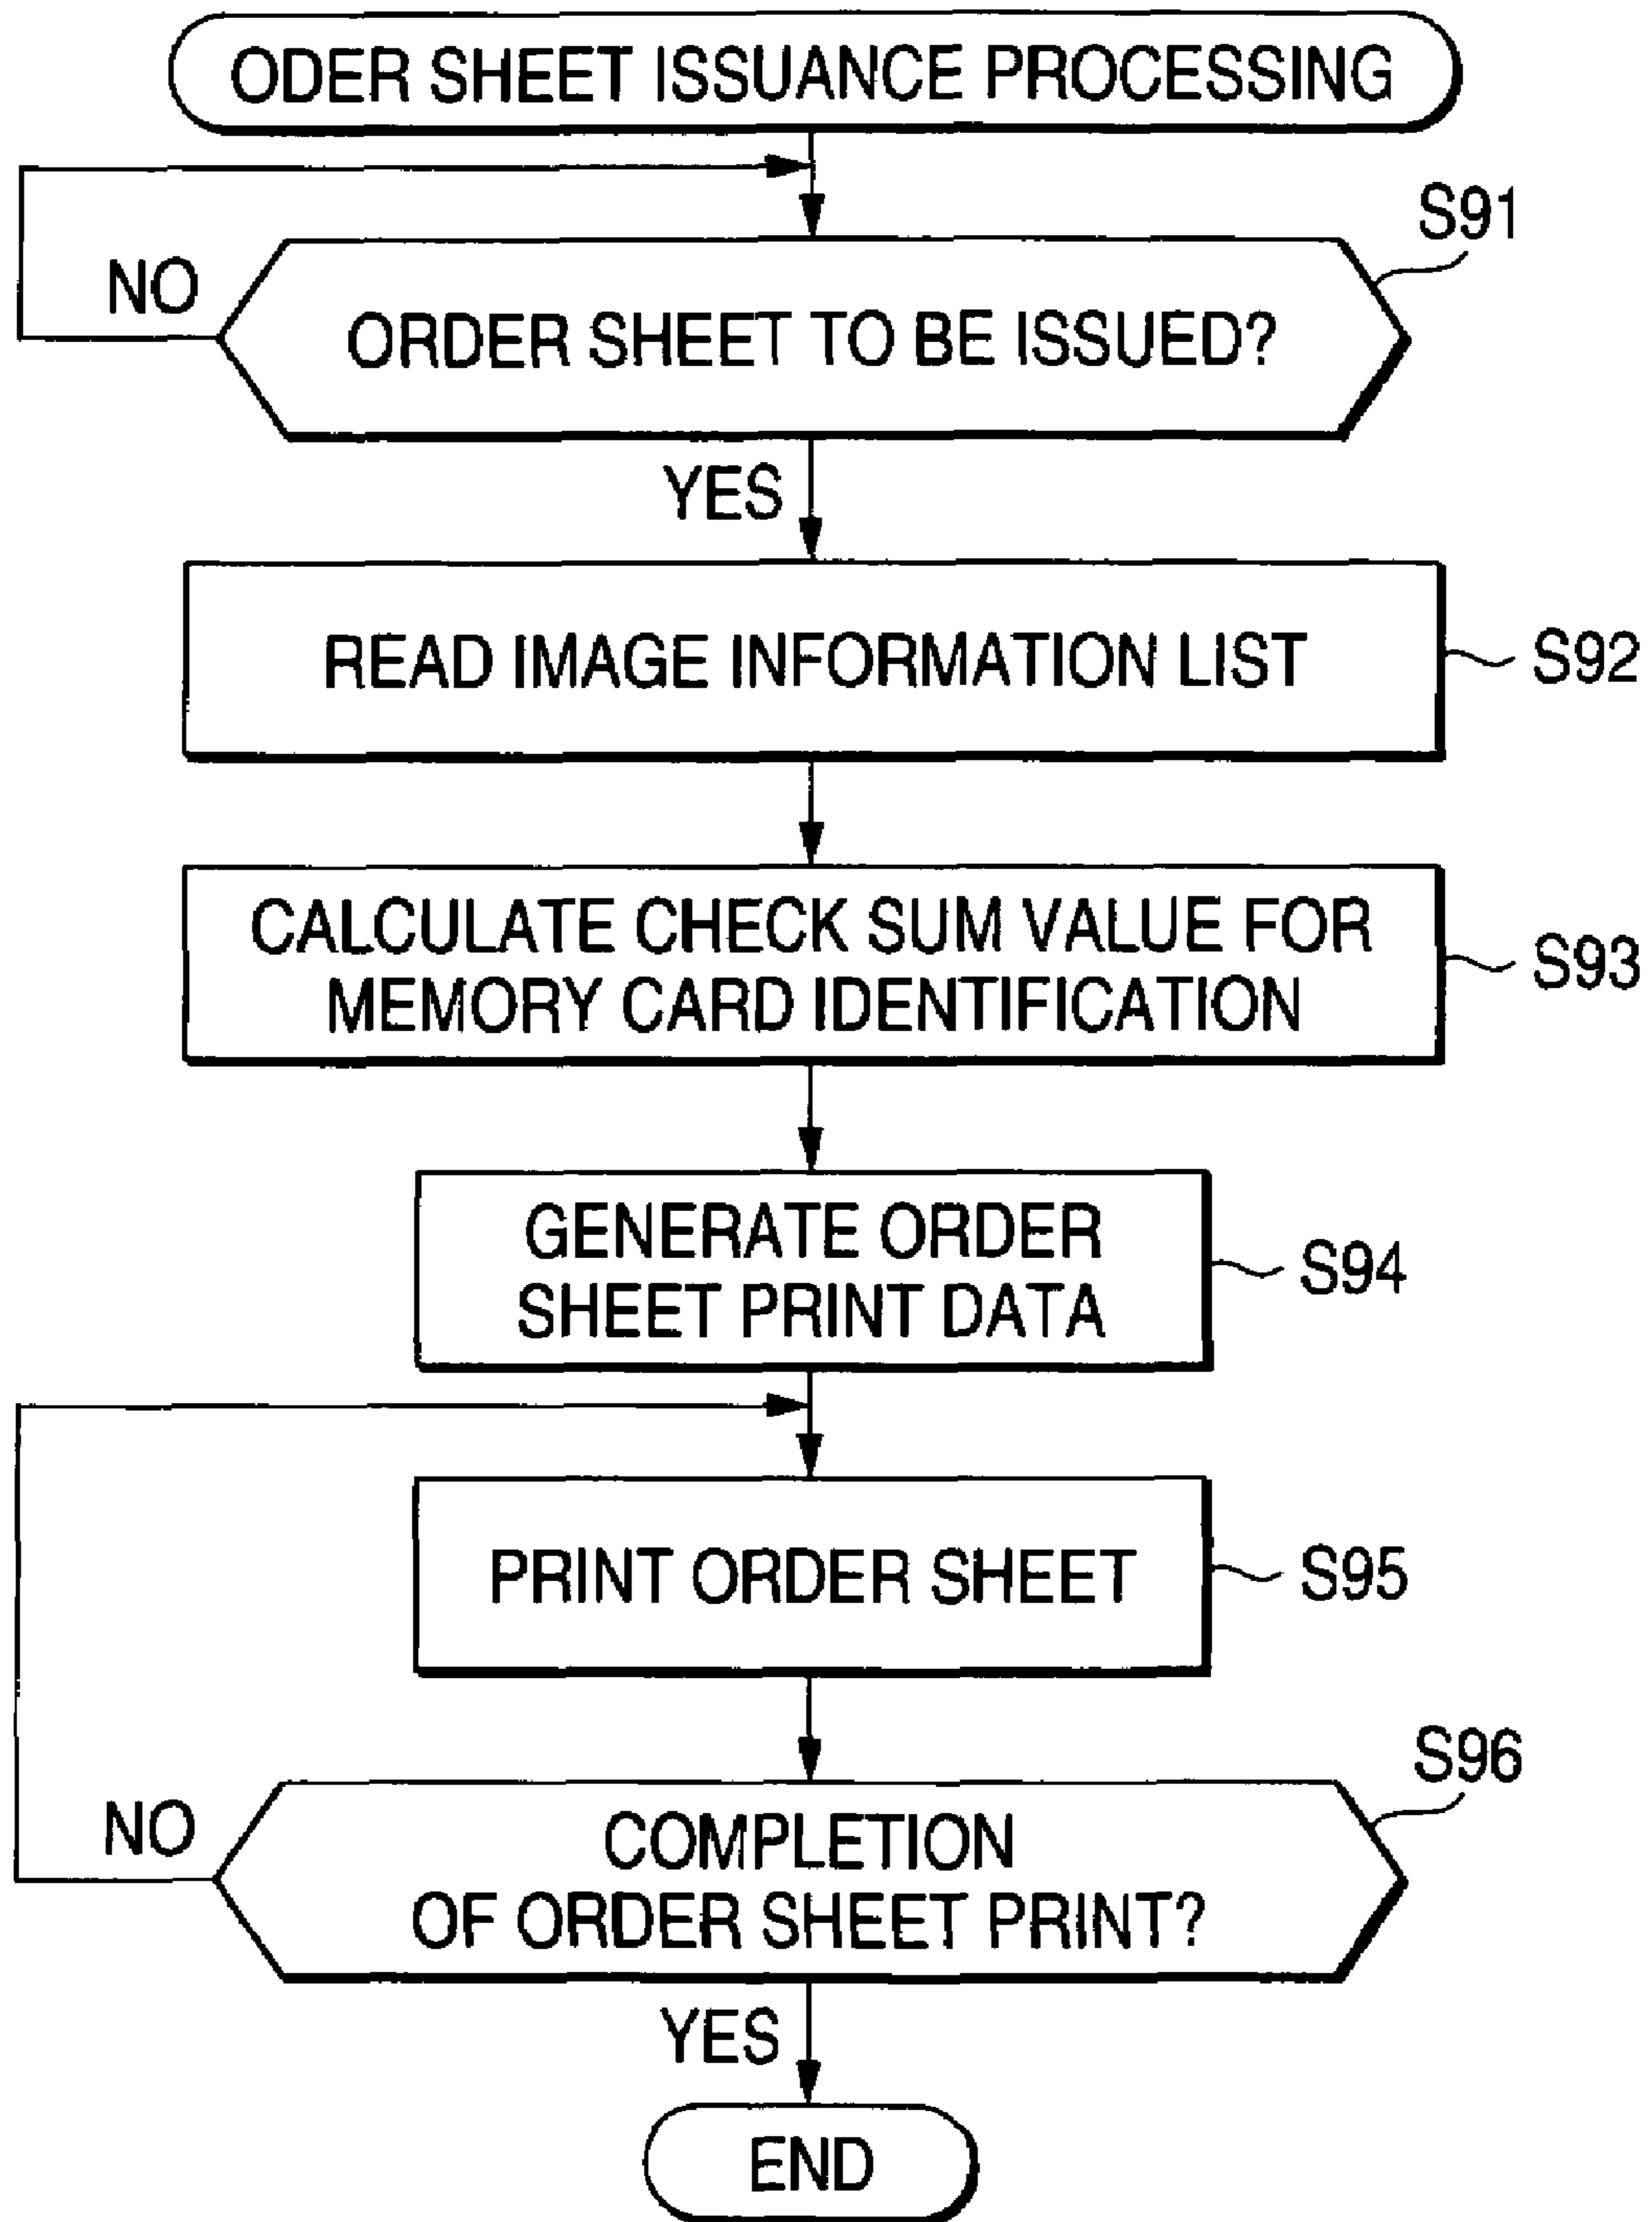 ODER SHEET ISSUANCE PROCESSING
S91
NO
ORDER SHEET TO BE ISSUED?
YES
READ IMAGE INFORMATION LIST
S92
CALCULATE CHECK SUM VALUE FOR
MEMORY CARD IDENTIFICATION
S93
GENERATE ORDER
SHEET PRINT DATA
S94
PRINT ORDER SHEET
S95
S96
NO
COMPLETION
OF ORDER SHEET PRINT?
YES
END